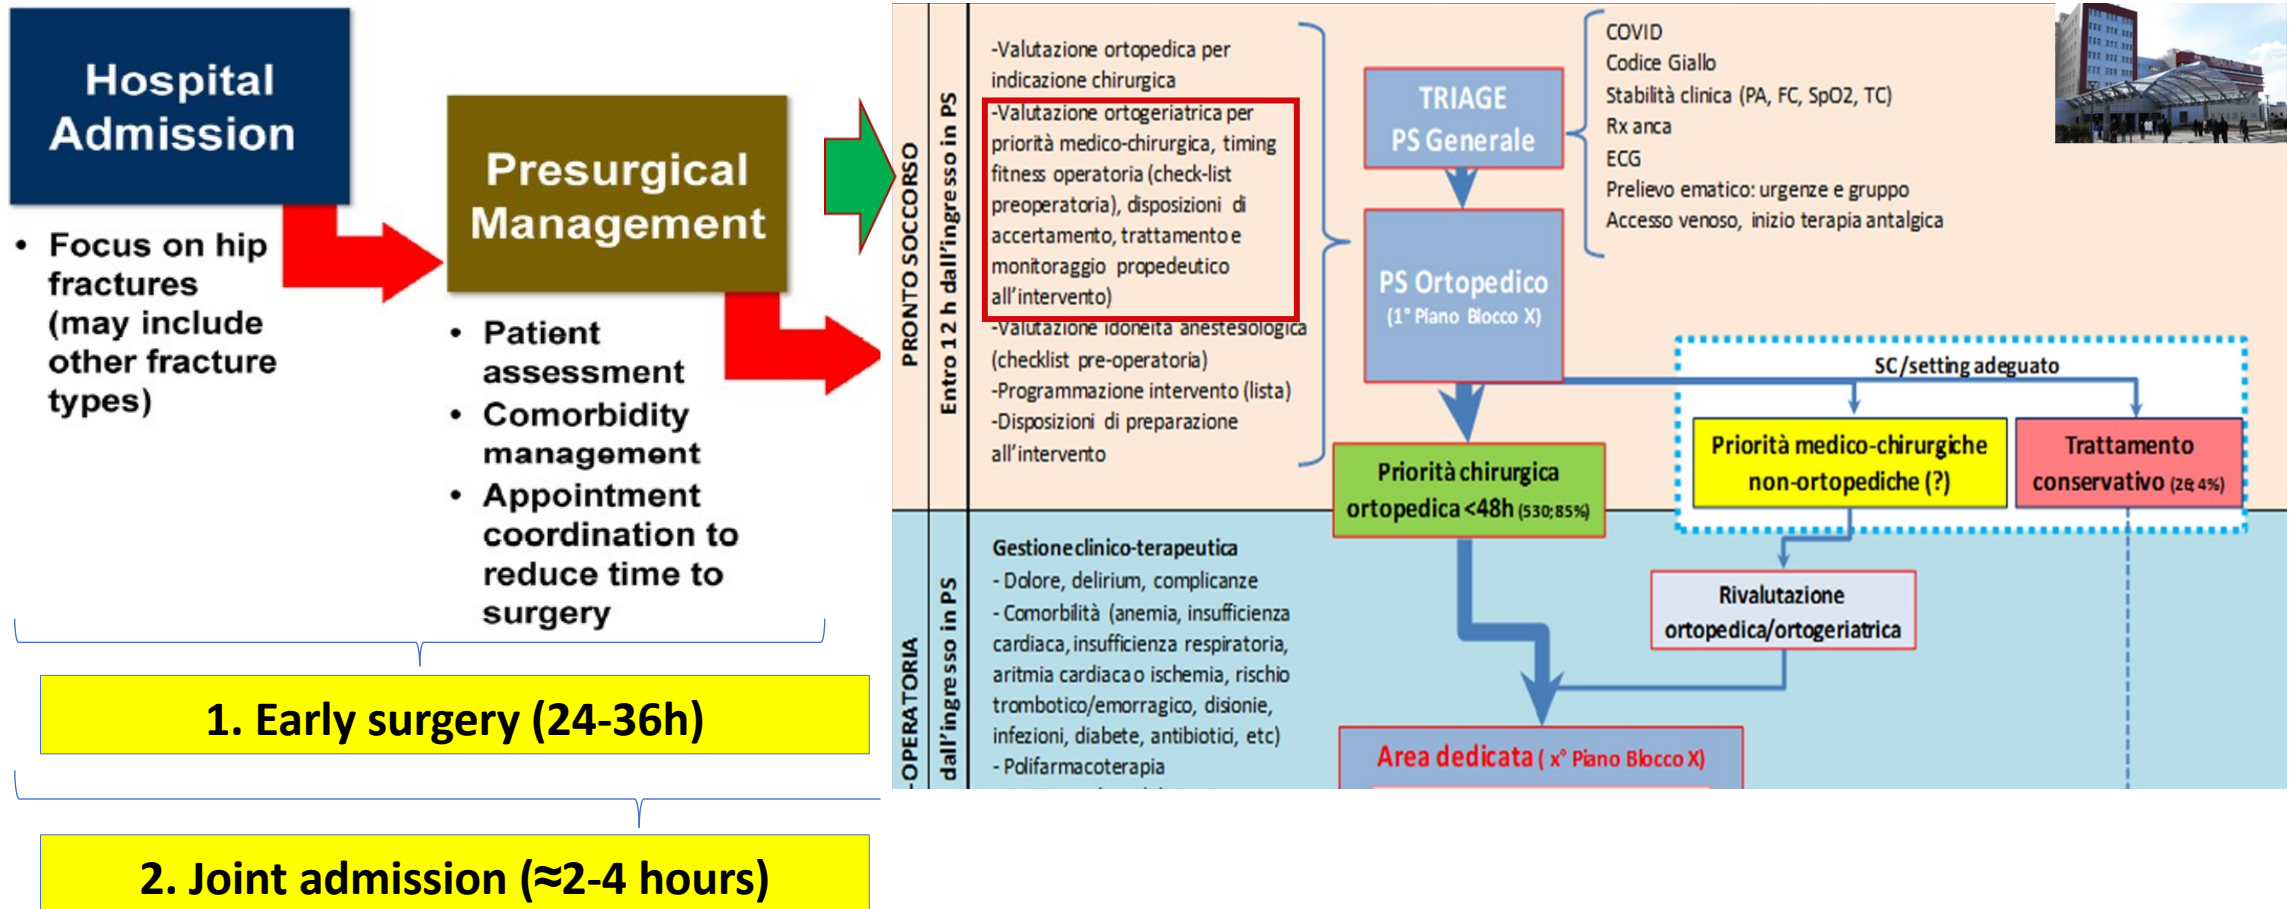 Hospital
Admission
• Focus on hip
fractures
(may include
other fracture
types)
Presurgical
Management
• Patient
assessment
• Comorbidity
management
• Appointment
coordination to
reduce time to
surgery
1. Early surgery (24-36h)
2. Joint admission (≈2-4 hours)
PRONTO SOCCORSO
Entro 12 h dall'ingresso in PS
-Valutazione ortopedica per
indicazione chirurgica
-Valutazione ortogeriatrica per
priorità medico-chirurgica, timing
fitness operatoria (check-list
preoperatoria), disposizioni di
accertamento, trattamento e
monitoraggio propedeutico
all'intervento)
-Valutazione idoneità anestesiologica
(checklist pre-operatoria)
-Programmazione intervento (lista)
-Disposizioni di preparazione
all'intervento
TRIAGE
PS Generale
COVID
Codice Giallo
Stabilità clinica (PA, FC, SpO2, TC)
Rx anca
ECG
Prelievo ematico: urgenze e gruppo
Accesso venoso, inizio terapia antalgica
PS Ortopedico
(1° Piano Blocco X)
SC/setting adeguato
Priorità chirurgica
ortopedica <48h (530; 85%)
Priorità medico-chirurgiche
non-ortopediche (?)
Trattamento
conservativo (26; 4%)
-OPERATORIA
dall'ingresso in PS
Gestione clinico-terapeutica
- Dolore, delirium, complicanze
- Comorbilità (anemia, insufficienza
cardiaca, insufficienza respiratoria,
aritmia cardiaca o ischemia, rischio
trombotico/emorragico, disionie,
infezioni, diabete, antibiotici, etc)
- Polifarmacoterapia
Rivalutazione
ortopedica/ortogeriatrica
Area dedicata ( x° Piano Blocco X)